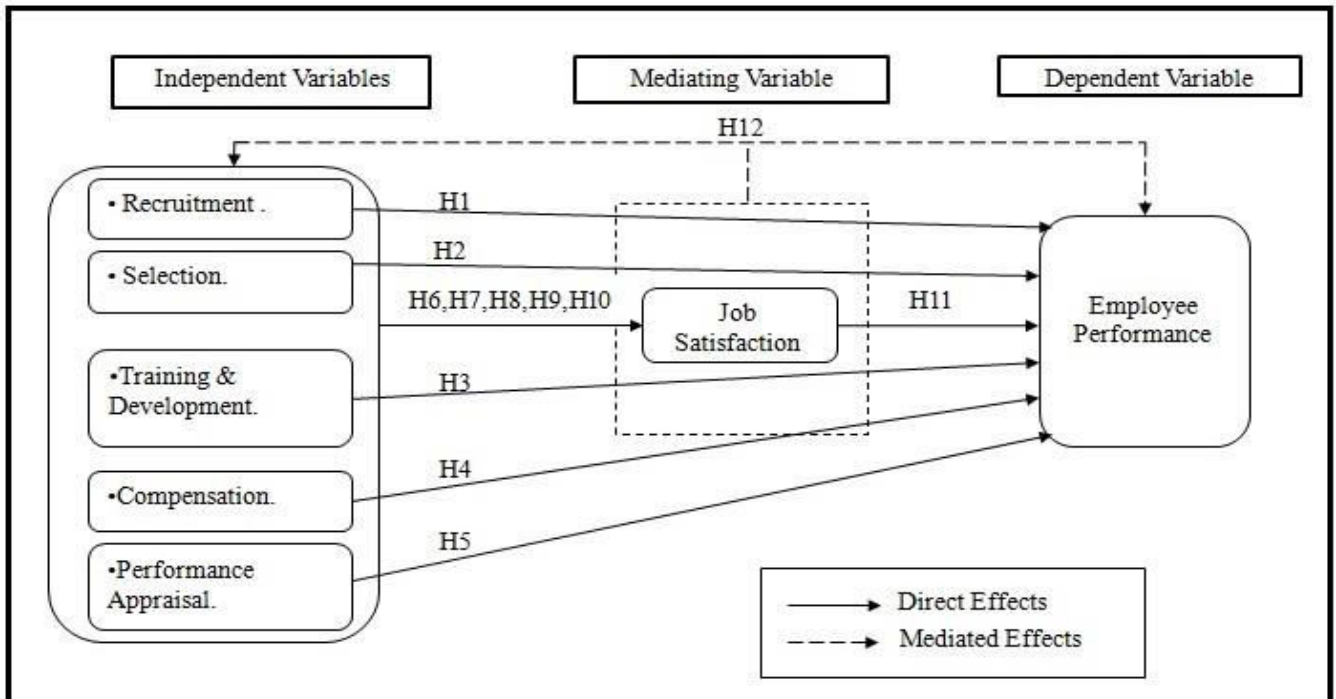 Independent Variables
Mediating Variable
Dependent Variable
H12
• Recruitment .
H1
• Selection.
H2
H6,H7,H8,H9,H10
Job
Satisfaction
H11
Employee
Performance
•Training &
Development.
H3
•Compensation.
H4
•Performance
Appraisal.
H5
Direct Effects
Mediated Effects